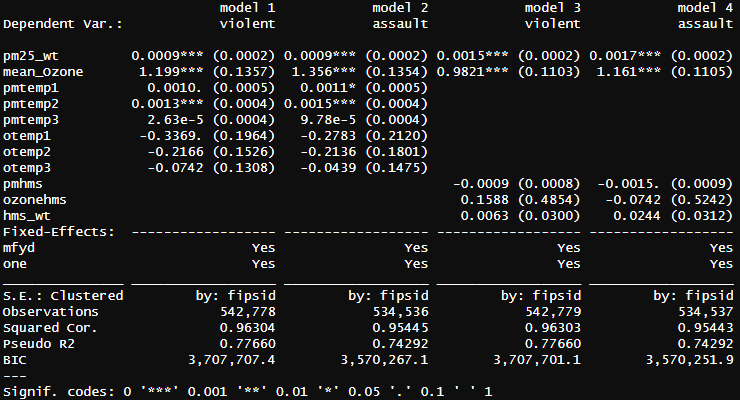 model 1 model 2 model 3 model 4
Dependent Var.: violent assault violent assault
pm25_wt 0.0009*** (0.0002) 0.0009*** (0.0002) 0.0015*** (0.0002) 0.0017*** (0.0002)
mean_ozone 1.199*** (0.1357) 1.356*** (0.1354) 0.9821*** (0.1103) 1.161*** (0.1105)
pmtemp1 0.0010. (0.0005) 0.0011* (0.0005)
pmtemp2 0.0013*** (0.0004) 0.0015*** (0.0004)
pmtemp3 2.63e-5 (0.0004) 9.78e-5 (0.0004)
otemp1 -0.3369. (0.1964) -0.2783 (0.2120)
otemp2 -0.2166 (0.1526) -0.2136 (0.1801)
otemp3 -0.0742 (0.1308) -0.0439 (0.1475)
pmhms -0.0009 (0.0008) -0.0015. (0.0009)
ozonehms 0.1588 (0.4854) -0.0742 (0.5242)
hms_wt 0.0063 (0.0300) 0.0244 (0.0312)
Fixed-Effects: ------------------ ------------------ ------------------ ------------------
mfyd Yes Yes Yes Yes
one Yes Yes Yes Yes
_______________ __________________ __________________ __________________ __________________
S.E.: Clustered by: fipsid by: fipsid by: fipsid by: fipsid
Observations 542,778 534,536 542,779 534,537
Squared Cor. 0.96304 0.95445 0.96303 0.95443
Pseudo R2 0.77660 0.74292 0.77660 0.74292
BIC 3,707,707.4 3,570,267.1 3,707,701.1 3,570,251.9
---
Signif. codes: 0 '***' 0.001 '**' 0.01 '*' 0.05 '.' 0.1 ' ' 1